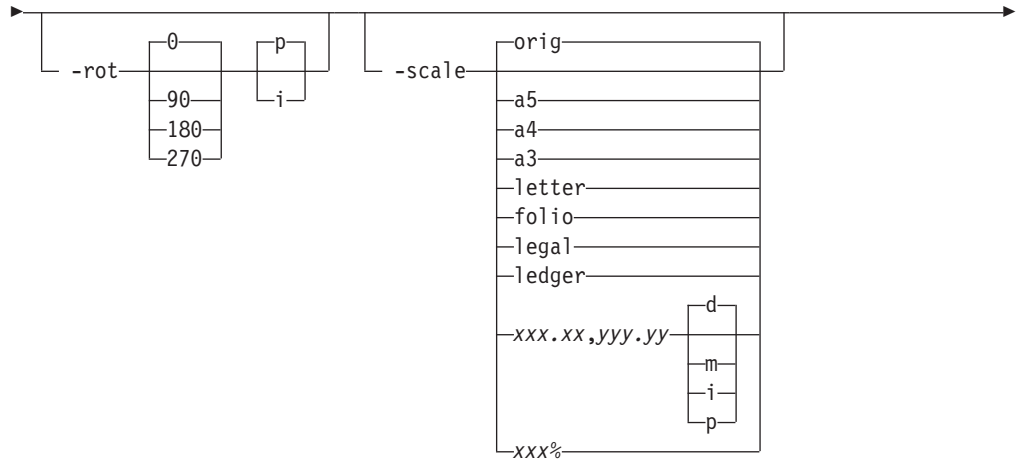 0 p orig
-rot -scale
90 i a5
180 a4
270 a3
letter
folio
legal
ledger
d
xxx.xx,yyy.yy
m
i
p
xxx%